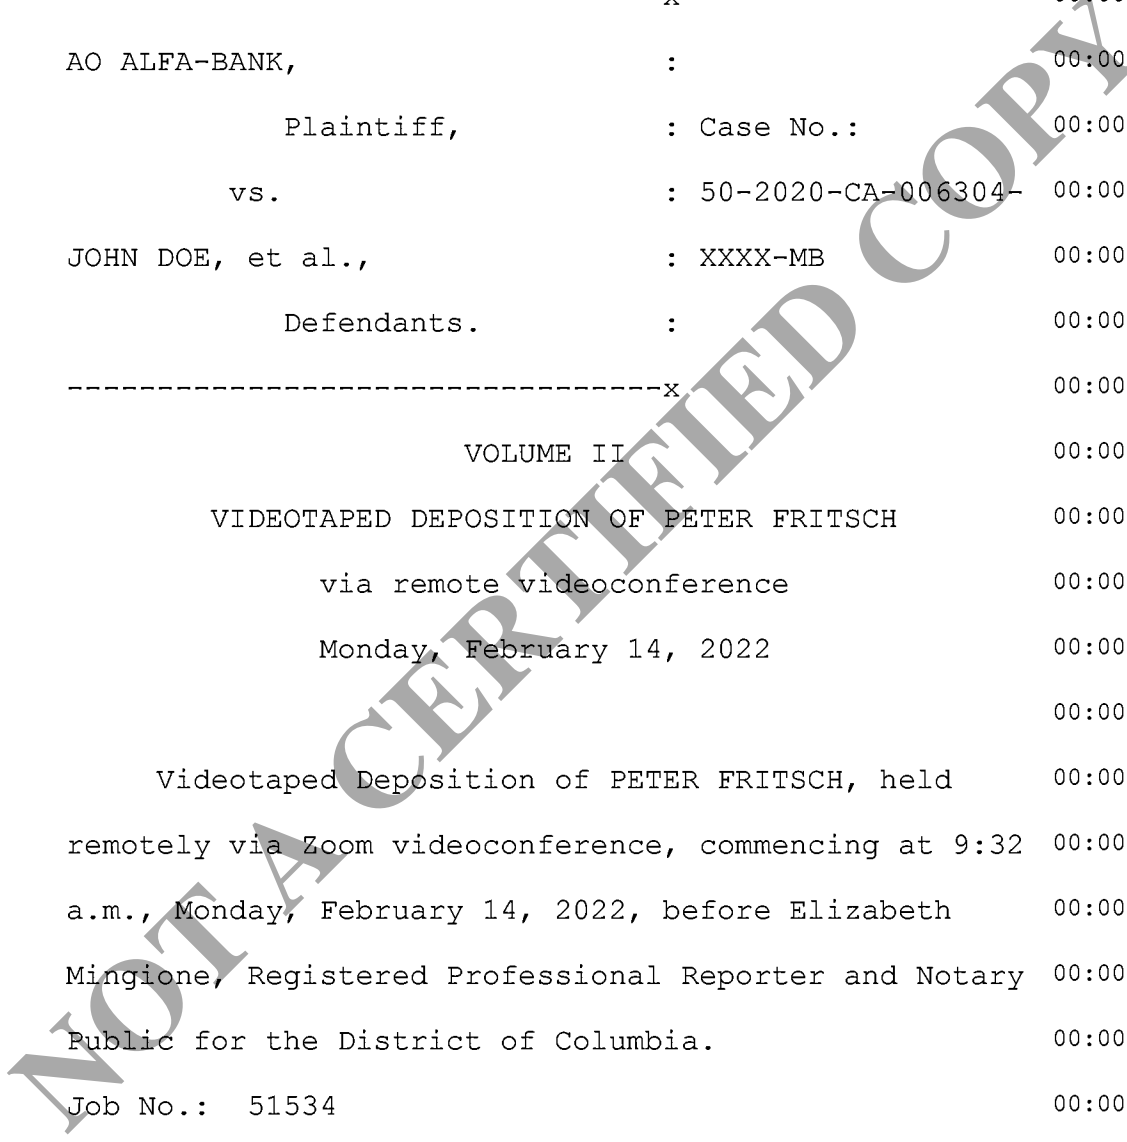 x 00:00
AO ALFA-BANK, : 00:00
Plaintiff, : Case No.: 00:00
vs. : 50-2020-CA-006304- 00:00
JOHN DOE, et al., : XXXX-MB 00:00
Defendants. : 00:00
---------------------------------x 00:00
VOLUME II 00:00
VIDEOTAPED DEPOSITION OF PETER FRITSCH 00:00
via remote videoconference 00:00
Monday, February 14, 2022 00:00
00:00
Videotaped Deposition of PETER FRITSCH, held 00:00
remotely via Zoom videoconference, commencing at 9:32 00:00
a.m., Monday, February 14, 2022, before Elizabeth 00:00
Mingione, Registered Professional Reporter and Notary 00:00
Public for the District of Columbia. 00:00
Job No.: 51534 00:00
NOT A CERTIFIED COPY